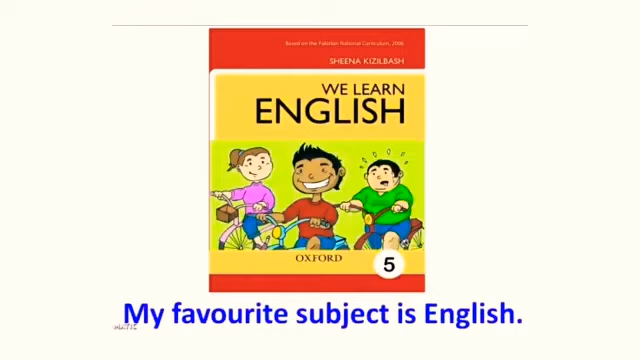 Based on the Pakistan National Curriculum, 2006
SHEENA KIZILBASH
WE LEARN
ENGLISH
OXFORD
5
My favourite subject is English.